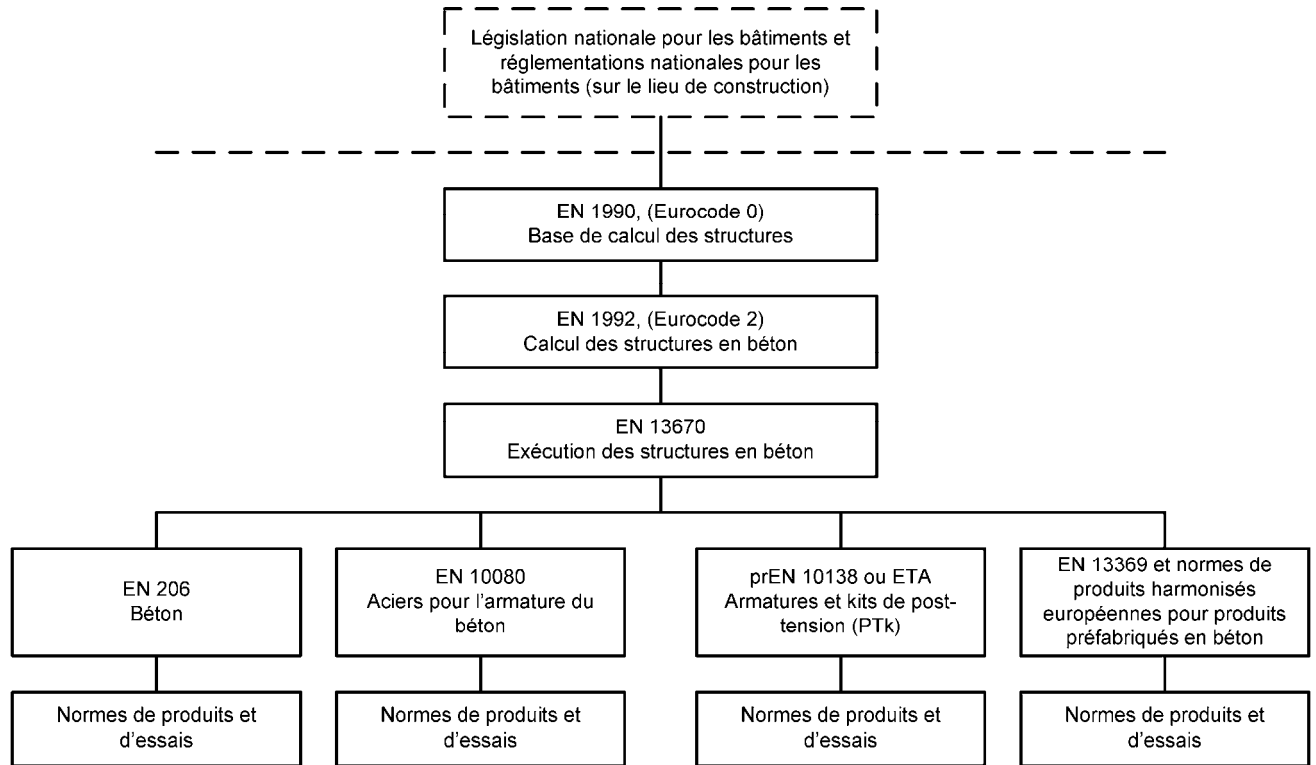 Législation nationale pour les bâtiments et
réglementations nationales pour les
bâtiments (sur le lieu de construction)
EN 1990, (Eurocode 0)
Base de calcul des structures
EN 1992, (Eurocode 2)
Calcul des structures en béton
EN 13670
Exécution des structures en béton
EN 206
Béton
EN 10080
Aciers pour l'armature du
béton
prEN 10138 ou ETA
Armatures et kits de post-
tension (PTk)
EN 13369 et normes de
produits harmonisés
européennes pour produits
préfabriqués en béton
Normes de produits et
d'essais
Normes de produits et
d'essais
Normes de produits et
d'essais
Normes de produits et
d'essais